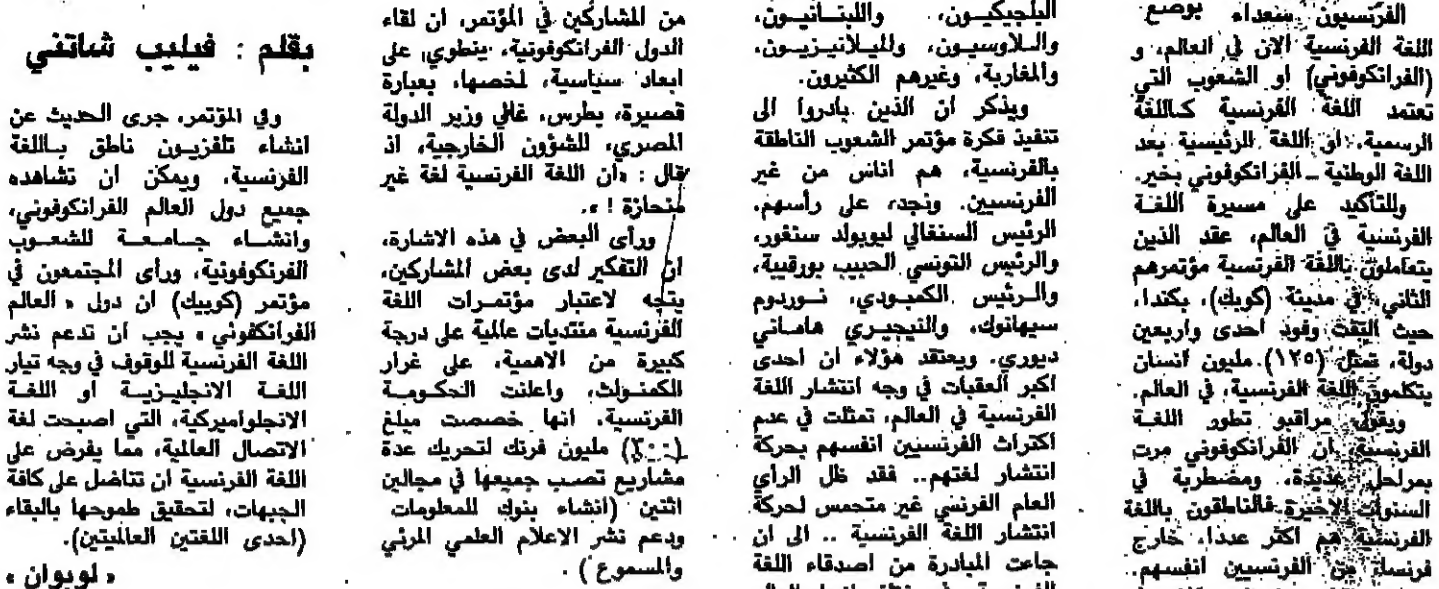 الفرنسيون سعداء بوضع
اللغة الفرنسية الآن في العالم، و
(الفرانكوفوني) او الشعوب التي
تعتمد اللغة الفرنسية كاللغة
الرسمية، او اللغة الرئيسية بعد
اللغة الوطنية ــ الفرانكوفوني بخير.
وللتأكيد على مسيرة اللغة
الفرنسية في العالم، عقد الذين
يتعاملون باللغة الفرنسية مؤتمرهم
الثاني، في مدينة (كوبك)، بكندا،
حيث التقت وفود احدى واربعين
دولة، تمثل (١٢٥) مليون انسان
يتكلمون اللغة الفرنسية، في العالم.
ويقول مراقبو تطور اللغة
الفرنسية، ان الفرانكوفوني مرت
بمراحل عديدة، ومضطربة في
السنوات الاخيرة فالناطقون باللغة
الفرنسية هم اكثر عددا، خارج
فرنسا، من الفرنسيين انفسهم..
البلجيكيون، واللبنانيون،
واللاوسيون، والميلانيزيون،
والمغاربة، وغيرهم الكثيرون.
ويذكر ان الذين بادروا الى
تنفيذ فكرة مؤتمر الشعوب الناطقة
بالفرنسية، هم اناس من غير
الفرنسيين. ونجد، على رأسهم،
الرئيس السنغالي ليوبولد سنغور،
والرئيس التونسي الحبيب بورقيبة،
والرئيس الكمبودي، نوردوم
سيهانوك، والنيجيري هاماني
ديوري. ويعتقد هؤلاء ان احدى
اكبر العقبات في وجه انتشار اللغة
الفرنسية في العالم، تمثلت في عدم
اكتراث الفرنسيين انفسهم بحركة
انتشار لغتهم.. فقد ظل الرأي
العام الفرنسي غير متحمس لحركة
انتشار اللغة الفرنسية .. الى ان
جاءت المبادرة من اصدقاء اللغة
من المشاركين في المؤتمر، ان لقاء
الدول الفرانكوفونية، ينطوي على
ابعاد سياسية، لخصها، بعبارة
قصيرة، بطرس، غالي وزير الدولة
المصري، للشؤون الخارجية، اذ
قال : «أن اللغة الفرنسية لغة غير
منحازة ! ».
ورأى البعض في هذه الاشارة،
ان التفكير لدى بعض المشاركين،
يتجه لاعتبار مؤتمرات اللغة
الفرنسية منتديات عالمية على درجة
كبيرة من الاهمية، على غرار
الكمنولث، واعلنت الحكومة
الفرنسية، انها خصصت مبلغ
مليون فرنك لتحريك عدة
مشاريع تصب جميعها في مجالين
اثنين (انشاء بنوك للمعلومات
ودعم نشر الاعلام العلمي المرئي
والمسموع ) .
بقلم : فيليب شاتني
وفي المؤتمر، جرى الحديث عن
انشاء تلفزيون ناطق باللغة
الفرنسية، ويمكن ان تشاهده
جميع دول العالم الفرانكوفوني،
وانشاء جامعة للشعوب
الفرنكوفونية، ورأى المجتمعون في
مؤتمر (كوبيك) ان دول « العالم
الفرانكفوني » يجب ان تدعم نشر
اللغة الفرنسية للوقوف في وجه تيار
اللغة الانجليزية او اللغة
الانجلواميركية، التي اصبحت لغة
الاتصال العالمية، مما يفرض على
اللغة الفرنسية ان تناضل على كافة
الجبهات، لتحقيق طموحها بالبقاء
(احدى اللغتين العالميتين).
« لوبوان »